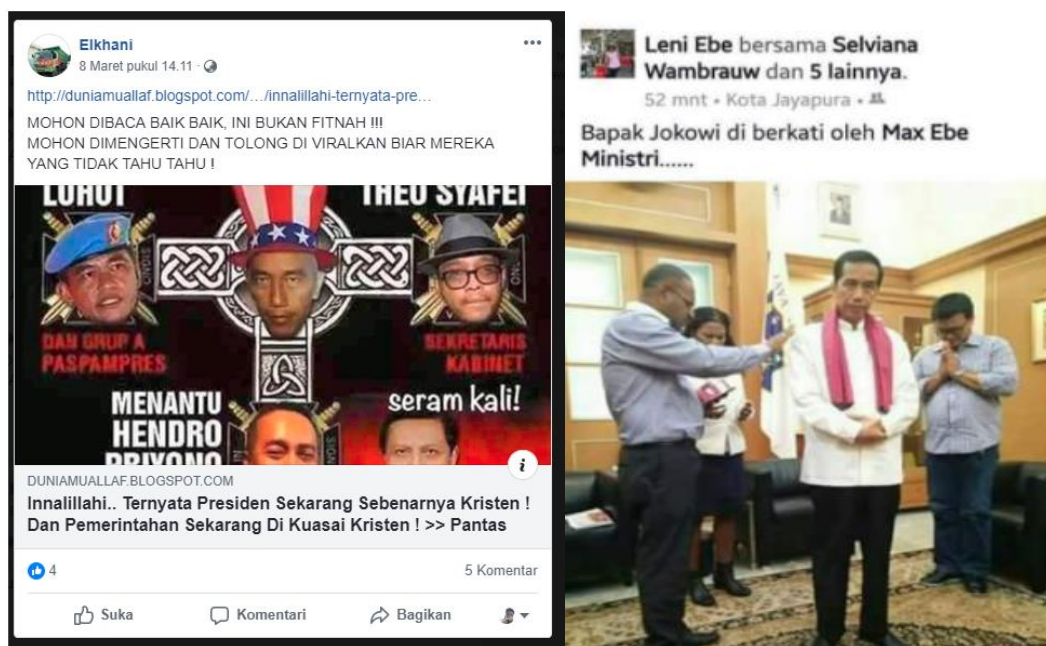 Elkhani
8 Maret pukul 14.11 ·
http://duniamuallaf.blogspot.com/…/innalillahi-ternyata-pre…
MOHON DIBACA BAIK BAIK, INI BUKAN FITNAH !!!
MOHON DIMENGERTI DAN TOLONG DI VIRALKAN BIAR MEREKA
YANG TIDAK TAHU TAHU !
LUHUT
THEO SYAFEI
DAN GRUP A
PASPAMPRES
SEKRETARIS
KABINET
MENANTU
HENDRO
PRIYONO
seram kali!
DUNIAMUALLAF.BLOGSPOT.COM
Innalillahi.. Ternyata Presiden Sekarang Sebenarnya Kristen !
Dan Pemerintahan Sekarang Di Kuasai Kristen ! >> Pantas
4
5 Komentar
Suka
Komentari
Bagikan
Leni Ebe bersama Selviana
Wambrauw dan 5 lainnya.
52 mnt • Kota Jayapura •
Bapak Jokowi di berkati oleh Max Ebe
Ministri......